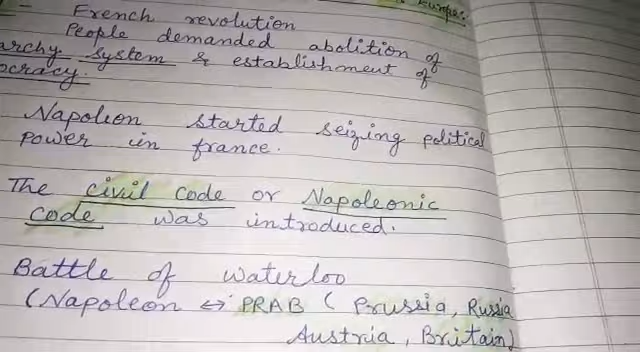 Europe.
French revolution
People demanded abolition of
archy system & establishment of
ocracy.
Napoleon started seizing political
power in france.
The civil code or Napoleonic
code was introduced.
Battle of waterloo
(Napoleon ↔ PRAB ( Prussia, Russia
Austria, Britain)